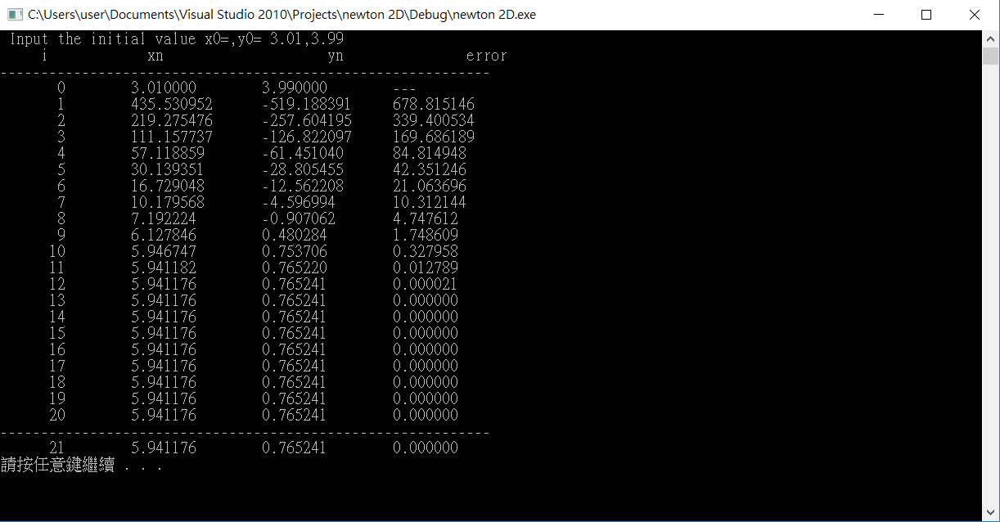 C:\Users\user\Documents\Visual Studio 2010\Projects\newton 2D\Debug\newton 2D.exe
Input the initial value x0=,y0= 3.01,3.99
i xn yn error
------------------------------------------------------------
0 3.010000 3.990000 ---
1 435.530952 -519.188391 678.815146
2 219.275476 -257.604195 339.400534
3 111.157737 -126.822097 169.686189
4 57.118859 -61.451040 84.814948
5 30.139351 -28.805455 42.351246
6 16.729048 -12.562208 21.063696
7 10.179568 -4.596994 10.312144
8 7.192224 -0.907062 4.747612
9 6.127846 0.480284 1.748609
10 5.946747 0.753706 0.327958
11 5.941182 0.765220 0.012789
12 5.941176 0.765241 0.000021
13 5.941176 0.765241 0.000000
14 5.941176 0.765241 0.000000
15 5.941176 0.765241 0.000000
16 5.941176 0.765241 0.000000
17 5.941176 0.765241 0.000000
18 5.941176 0.765241 0.000000
19 5.941176 0.765241 0.000000
20 5.941176 0.765241 0.000000
------------------------------------------------------------
21 5.941176 0.765241 0.000000
請按任意鍵繼續 . . .